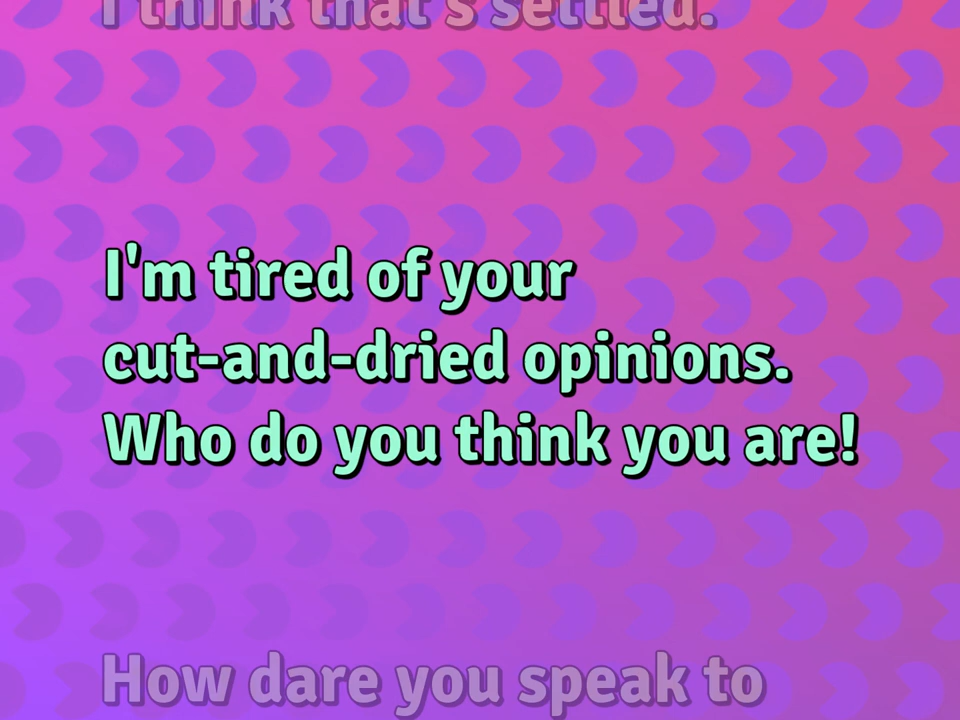 I think that's settled.
I'm tired of your
cut-and-dried opinions.
Who do you think you are!
How dare you speak to